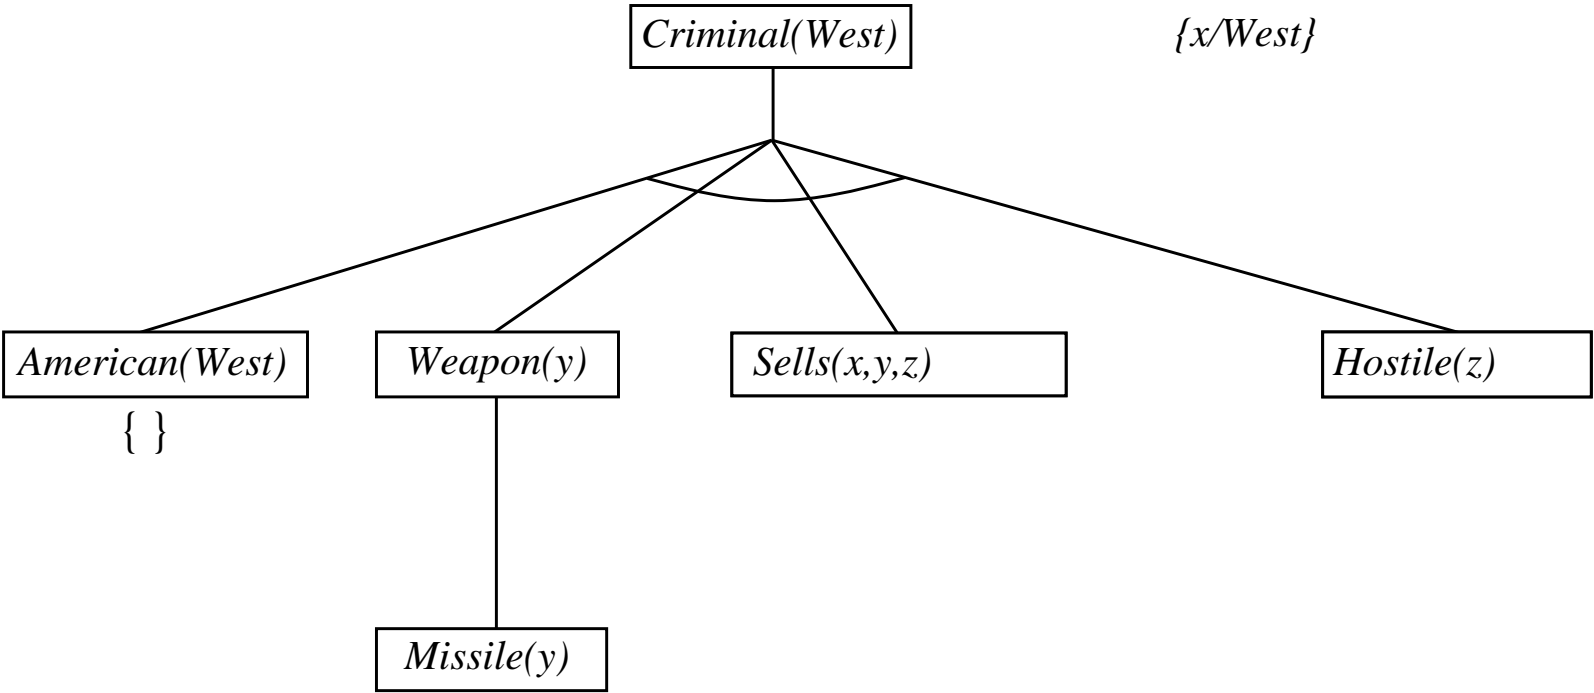 Criminal(West)
{x/West}
American(West)
Weapon(y)
Sells(x,y,z)
Hostile(z)
{ }
Missile(y)